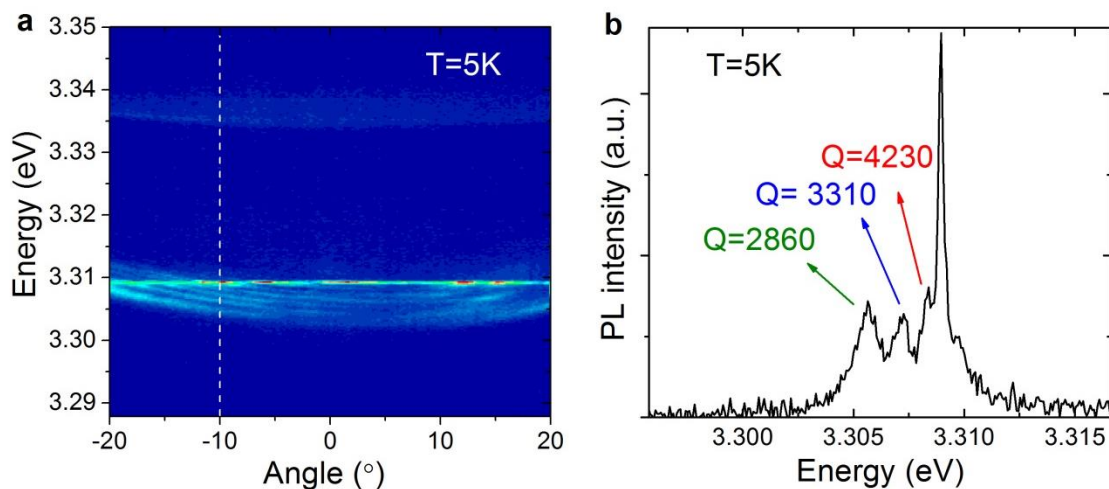 a
3.35
3.34
3.33
3.32
3.31
3.30
3.29
Energy (eV)
T=5K
-20
-10
0
10
20
Angle (°)
b
T=5K
Q=4230
Q= 3310
Q=2860
PL intensity (a.u.)
3.300
3.305
3.310
3.315
Energy (eV)